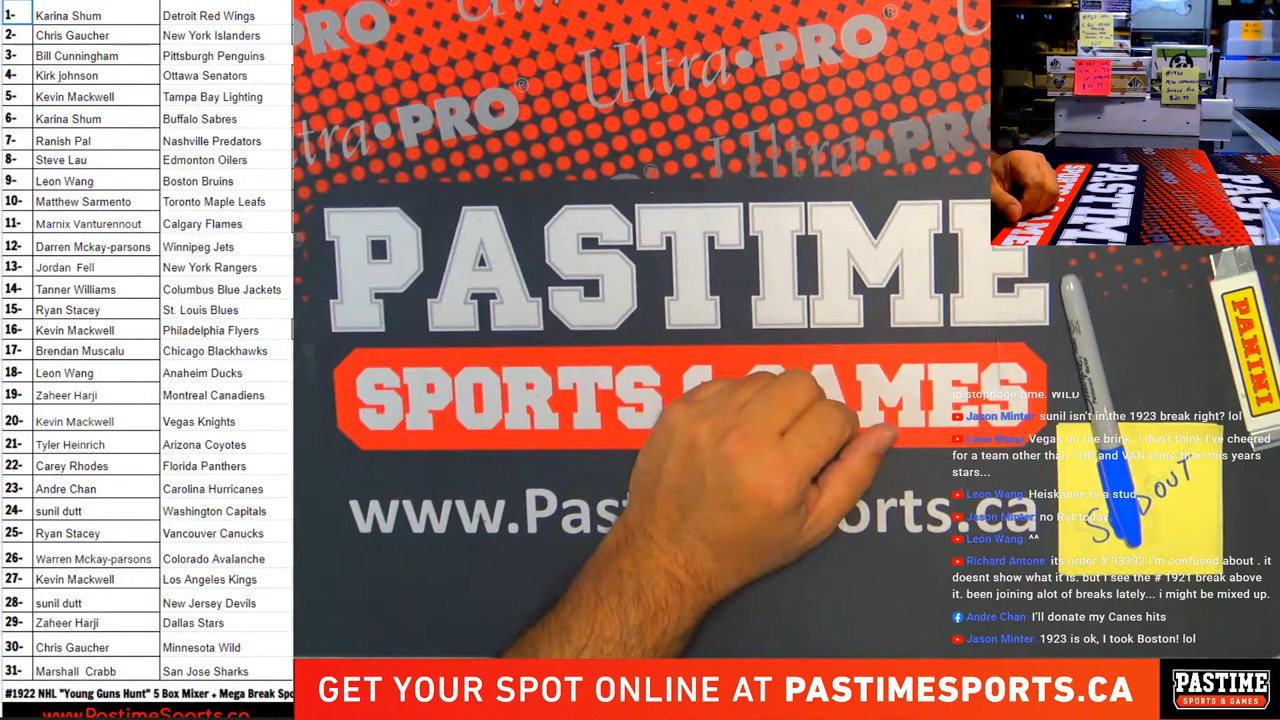 1- Karina Shum Detroit Red Wings
2- Chris Gaucher New York Islanders
3- Bill Cunningham Pittsburgh Penguins
4- Kirk johnson Ottawa Senators
5- Kevin Mackwell Tampa Bay Lighting
6- Karina Shum Buffalo Sabres
7- Ranish Pal Nashville Predators
8- Steve Lau Edmonton Oilers
9- Leon Wang Boston Bruins
10- Matthew Sarmento Toronto Maple Leafs
11- Marnix Vanturennout Calgary Flames
12- Darren Mckay-parsons Winnipeg Jets
13- Jordan Fell New York Rangers
14- Tanner Williams Columbus Blue Jackets
15- Ryan Stacey St. Louis Blues
16- Kevin Mackwell Philadelphia Flyers
17- Brendan Muscalu Chicago Blackhawks
18- Leon Wang Anaheim Ducks
19- Zaheer Harji Montreal Canadiens
20- Kevin Mackwell Vegas Knights
21- Tyler Heinrich Arizona Coyotes
22- Carey Rhodes Florida Panthers
23- Andre Chan Carolina Hurricanes
24- sunil dutt Washington Capitals
25- Ryan Stacey Vancouver Canucks
26- Warren Mckay-parsons Colorado Avalanche
27- Kevin Mackwell Los Angeles Kings
28- sunil dutt New Jersey Devils
29- Zaheer Harji Dallas Stars
30- Chris Gaucher Minnesota Wild
31- Marshall Crabb San Jose Sharks
#1922 NHL "Young Guns Hunt" 5 Box Mixer + Mega Break Spo
www.PastimeSports.ca
Ultra PRO
PASTIME
SPORTS & GAMES
PANINI
in stoppage time. WILD
Jason Minter sunil isn't in the 1923 break right? lol
Leon Wang Vegas on the brink. I don't think I've cheered
for a team other than TOR and VAN more than this years
stars...
Leon Wang: Heiskanen is a stud
Jason Minter: no Rat today
Leon Wang: ^^
Richard Antone: its order # 93392 I'm confused about . it
doesnt show what it is. but I see the # 1921 break above
it. been joining alot of breaks lately... i might be mixed up.
Andre Chan: I'll donate my Canes hits
Jason Minter: 1923 is ok, I took Boston! lol
GET YOUR SPOT ONLINE AT PASTIMESPORTS.CA
PASTIME
SPORTS & GAMES